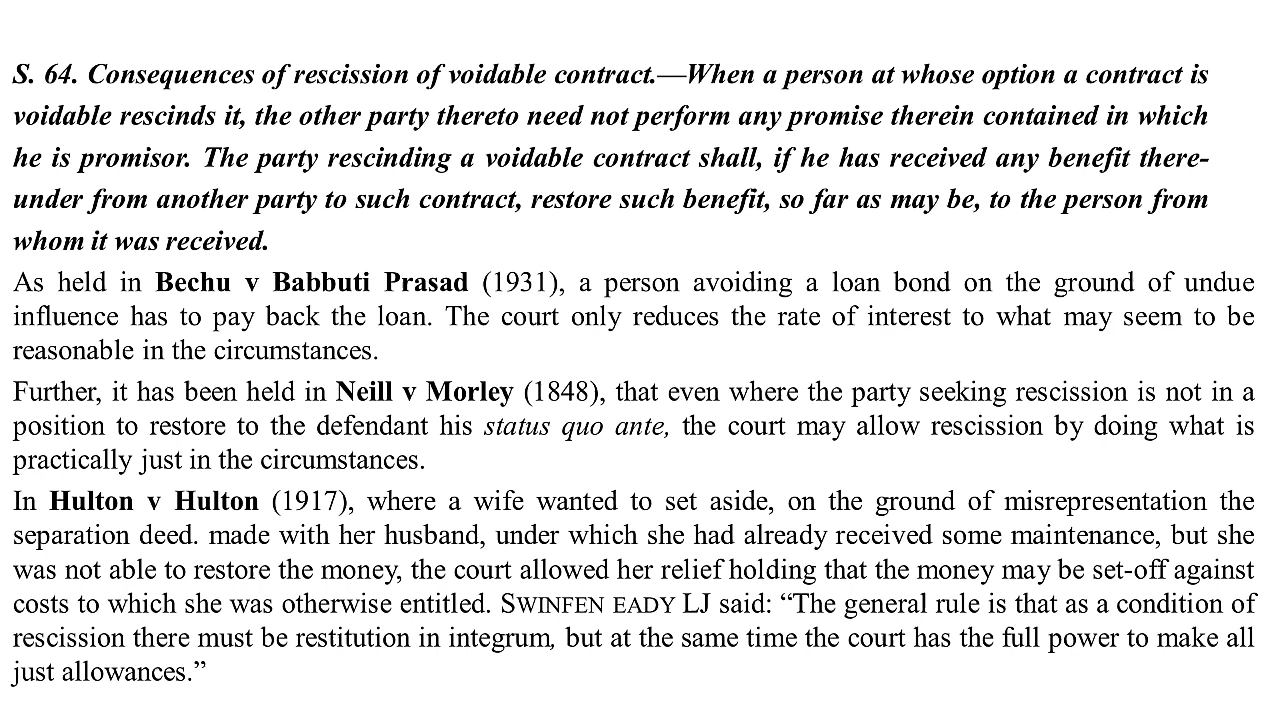 S. 64. Consequences of rescission of voidable contract.—When a person at whose option a contract is
voidable rescinds it, the other party thereto need not perform any promise therein contained in which
he is promisor. The party rescinding a voidable contract shall, if he has received any benefit there-
under from another party to such contract, restore such benefit, so far as may be, to the person from
whom it was received.
As held in Bechu v Babbuti Prasad (1931), a person avoiding a loan bond on the ground of undue
influence has to pay back the loan. The court only reduces the rate of interest to what may seem to be
reasonable in the circumstances.
Further, it has been held in Neill v Morley (1848), that even where the party seeking rescission is not in a
position to restore to the defendant his status quo ante, the court may allow rescission by doing what is
practically just in the circumstances.
In Hulton v Hulton (1917), where a wife wanted to set aside, on the ground of misrepresentation the
separation deed. made with her husband, under which she had already received some maintenance, but she
was not able to restore the money, the court allowed her relief holding that the money may be set-off against
costs to which she was otherwise entitled. SWINFEN EADY LJ said: “The general rule is that as a condition of
rescission there must be restitution in integrum, but at the same time the court has the full power to make all
just allowances.”